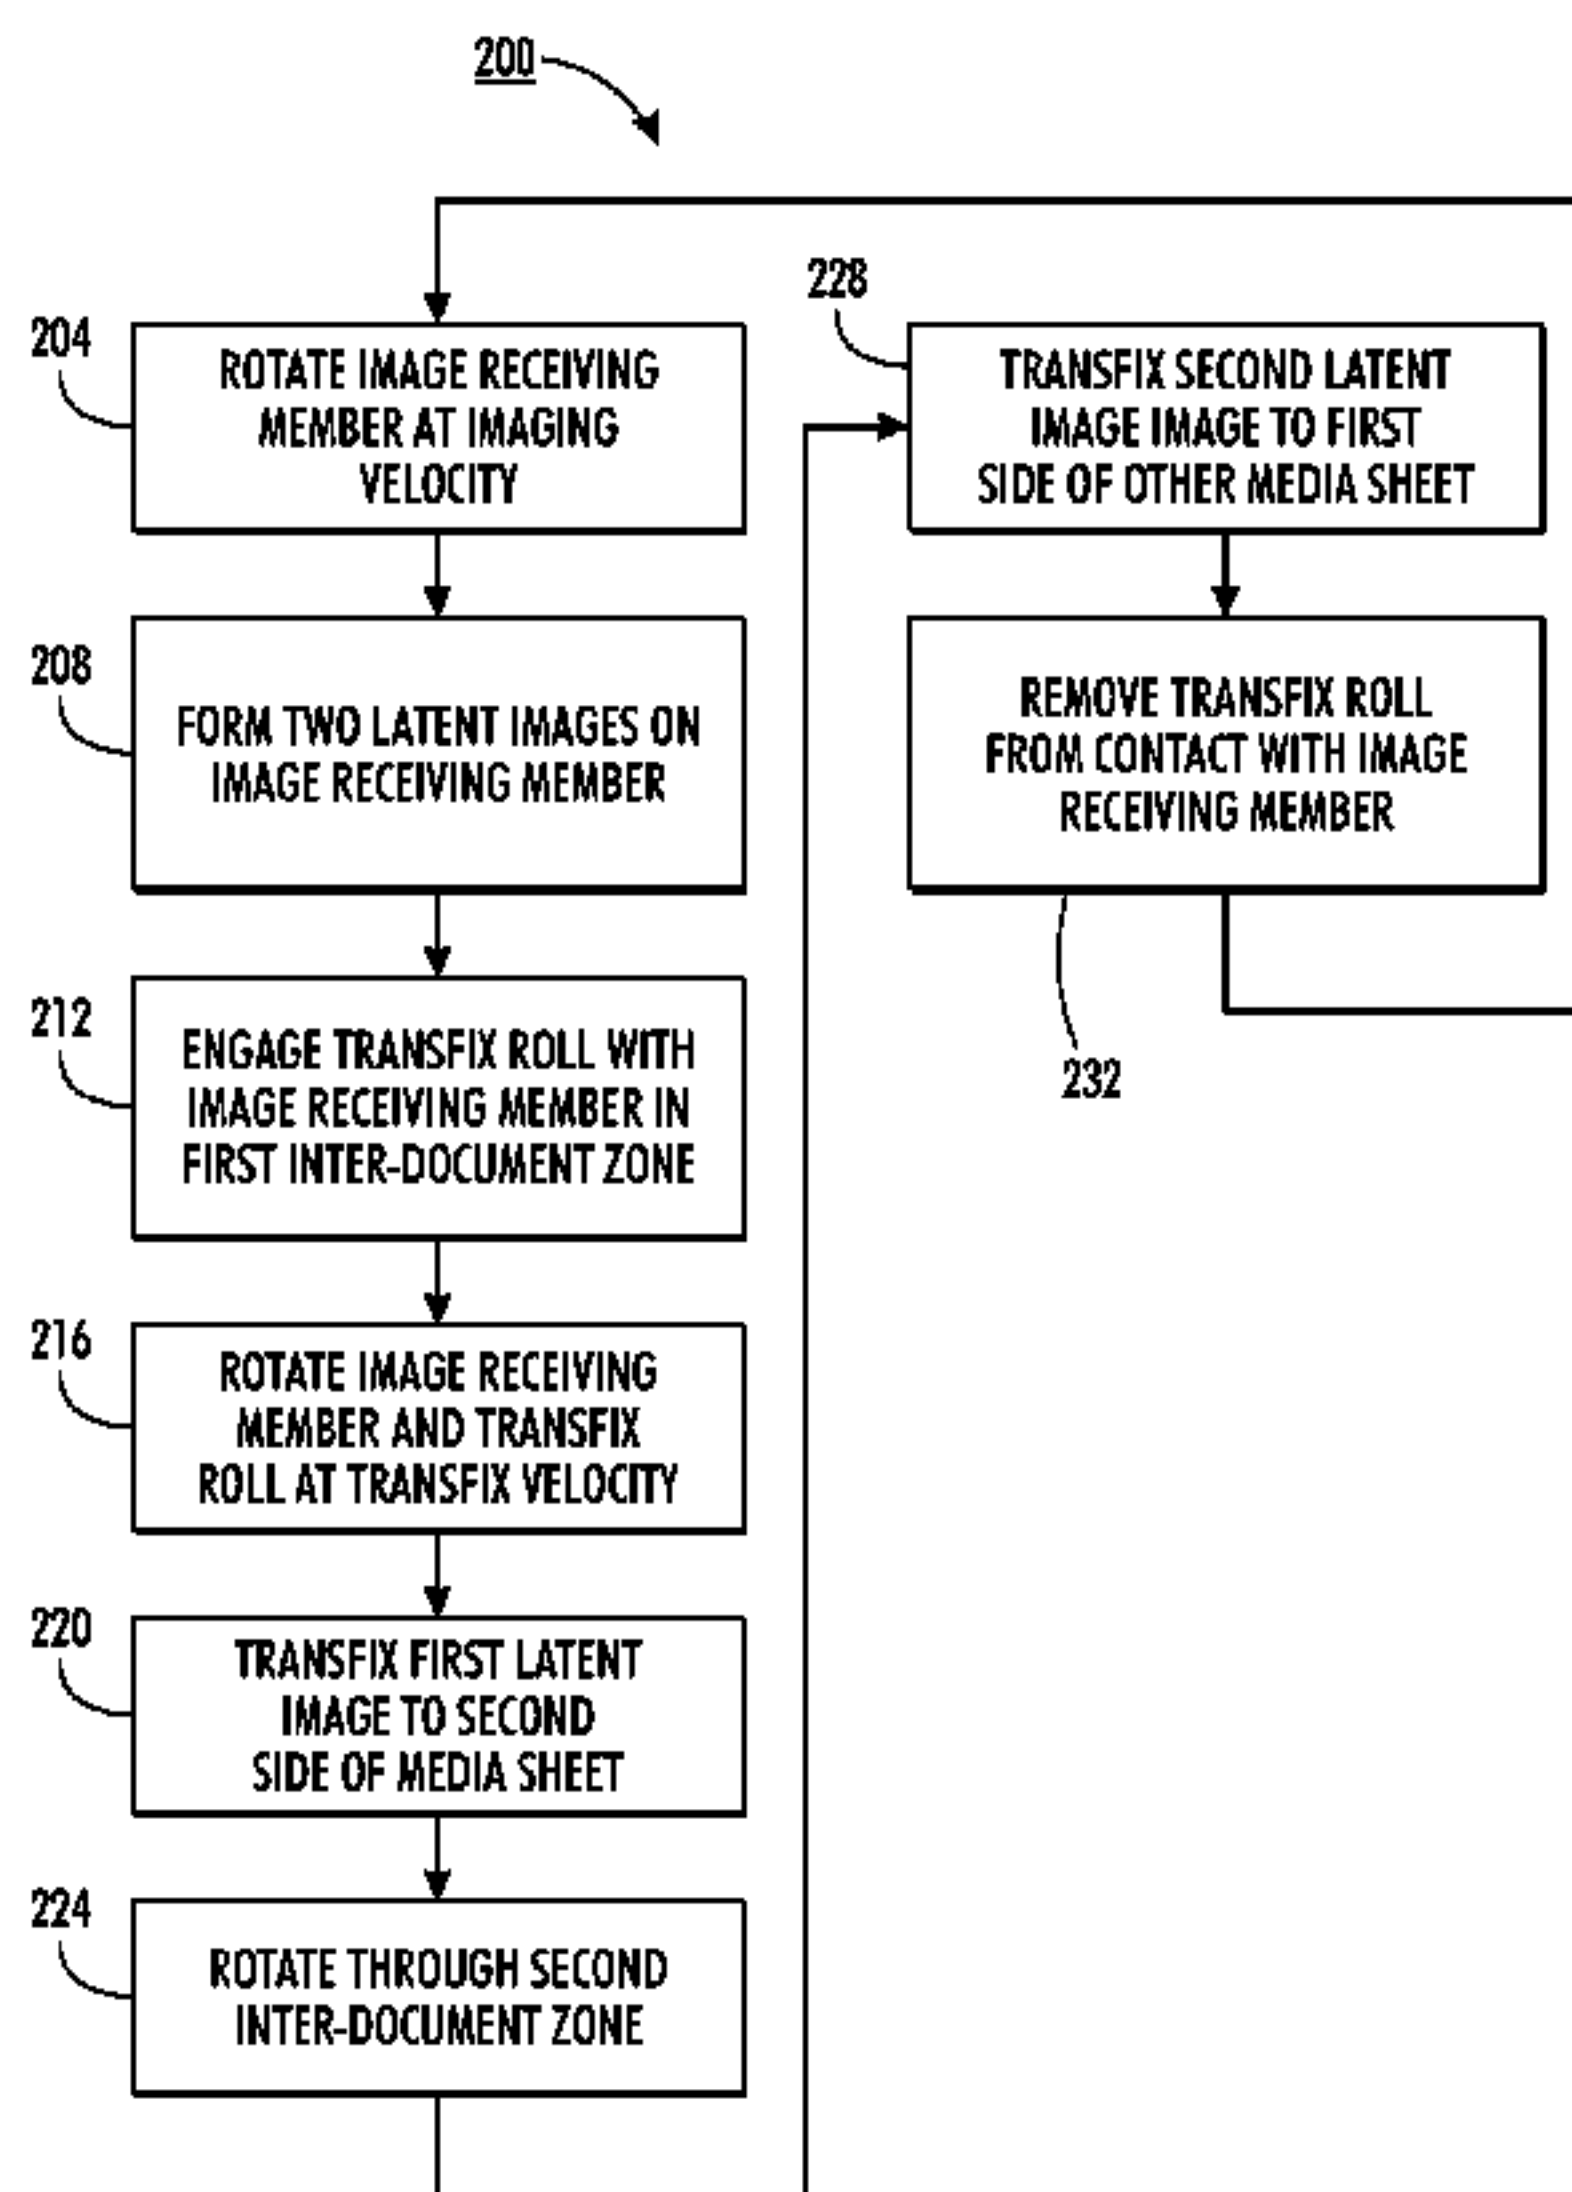 200
204
ROTATE IMAGE RECEIVING
MEMBER AT IMAGING
VELOCITY
208
FORM TWO LATENT IMAGES ON
IMAGE RECEIVING MEMBER
212
ENGAGE TRANSFIX ROLL WITH
IMAGE RECEIVING MEMBER IN
FIRST INTER-DOCUMENT ZONE
216
ROTATE IMAGE RECEIVING
MEMBER AND TRANSFIX
ROLL AT TRANSFIX VELOCITY
220
TRANSFIX FIRST LATENT
IMAGE TO SECOND
SIDE OF MEDIA SHEET
224
ROTATE THROUGH SECOND
INTER-DOCUMENT ZONE
228
TRANSFIX SECOND LATENT
IMAGE IMAGE TO FIRST
SIDE OF OTHER MEDIA SHEET
REMOVE TRANSFIX ROLL
FROM CONTACT WITH IMAGE
RECEIVING MEMBER
232